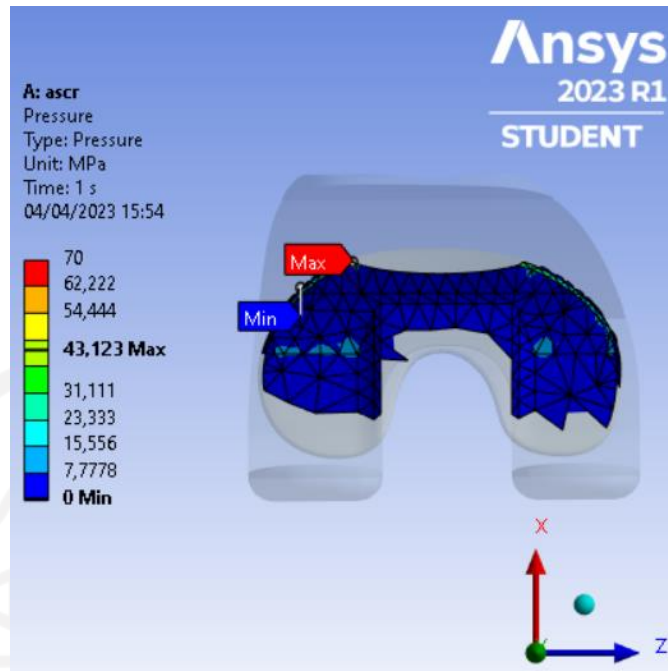 Ansys
2023 R1
STUDENT
A: ascr
Pressure
Type: Pressure
Unit: MPa
Time: 1 s
04/04/2023 15:54
70
62,222
54,444
43,123 Max
31,111
23,333
15,556
7,7778
0 Min
Max
Min
X
Z